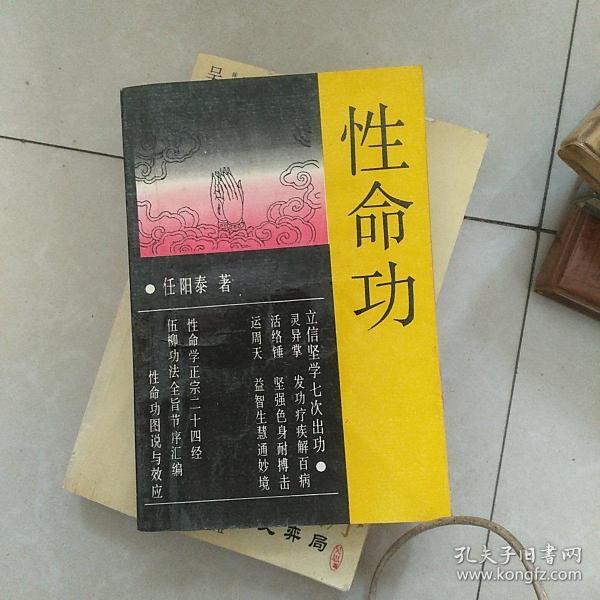 性命功
任阳泰 著
立信坚学七次出功
灵异掌 发功疗疾解百病
活络锤 坚强色身耐搏击
运周天 益智生慧通妙境
性命学正宗二十四经
伍柳功法全旨节序汇编
性命功图说与效应
吴
弈局
孔夫子旧书网
www.kongfz.com